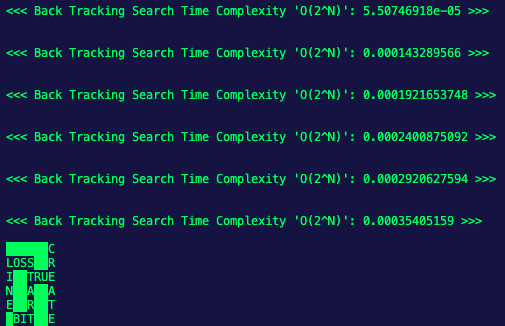 <<< Back Tracking Search Time Complexity 'O(2^N)': 5.50746918e-05 >>>
<<< Back Tracking Search Time Complexity 'O(2^N)': 0.000143289566 >>>
<<< Back Tracking Search Time Complexity 'O(2^N)': 0.0001921653748 >>>
<<< Back Tracking Search Time Complexity 'O(2^N)': 0.0002400875092 >>>
<<< Back Tracking Search Time Complexity 'O(2^N)': 0.0002920627594 >>>
<<< Back Tracking Search Time Complexity 'O(2^N)': 0.00035405159 >>>
██████C
LOSS██R
I██TRUE
N██A██A
E██R██T
█BIT██E